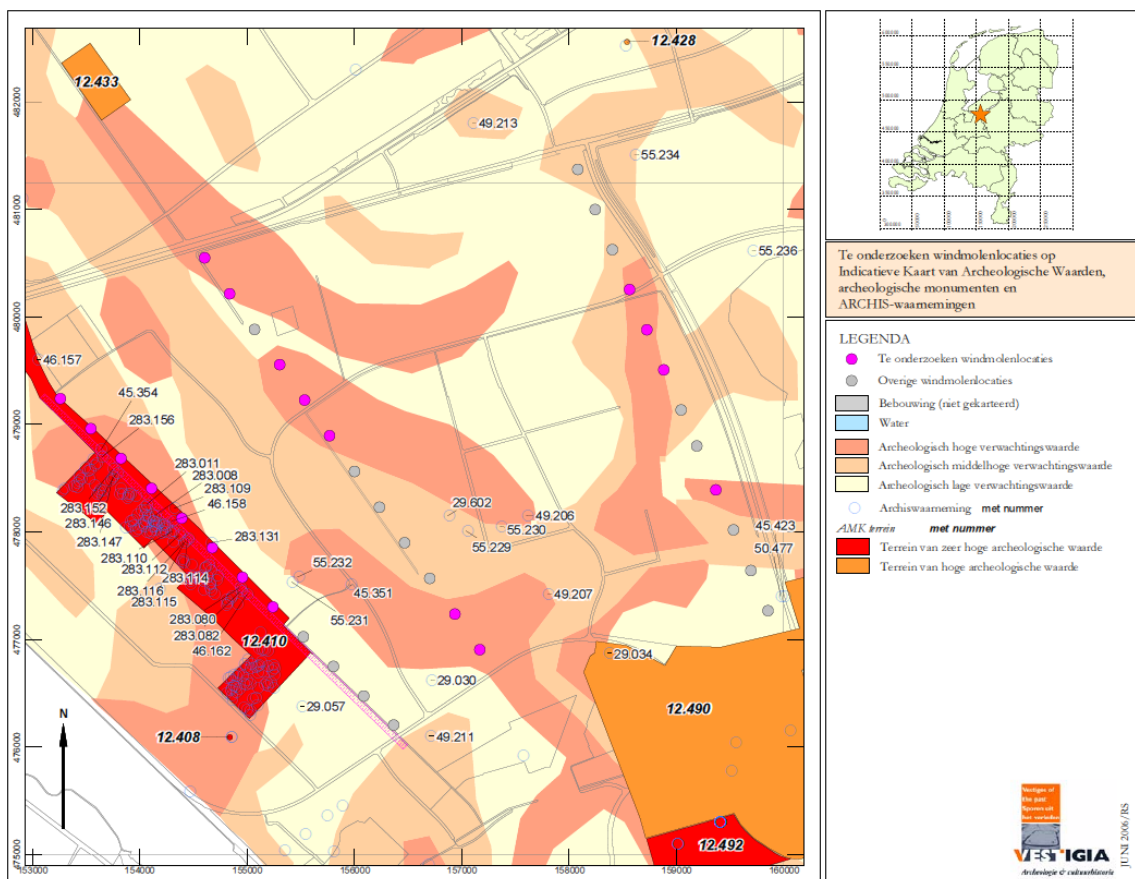 12.433
12.428
49.213
55.234
55.236
46.157
45.354
283.156
283.011
283.008
283.109
46.158
283.131
283.152
283.146
283.147
283.110
283.112
283.114
283.116
283.115
283.080
283.082
46.162
12.410
12.408
55.232
45.351
55.231
29.602
49.206
55.230
55.229
49.207
45.423
50.477
29.034
29.030
29.057
49.211
12.490
12.492
N
482000
481000
480000
479000
478000
477000
476000
475000
153000
154000
155000
156000
157000
158000
159000
160000
Te onderzoeken windmolenlocaties op
Indicatieve Kaart van Archeologische Waarden,
archeologische monumenten en
ARCHIS-waarnemingen
LEGENDA
Te onderzoeken windmolenlocaties
Overige windmolenlocaties
Bebouwing (niet gekarteerd)
Water
Archeologisch hoge verwachtingswaarde
Archeologisch middelhoge verwachtingswaarde
Archeologisch lage verwachtingswaarde
Archiswaarneming met nummer
AMK terrein met nummer
Terrein van zeer hoge archeologische waarde
Terrein van hoge archeologische waarde
Vestiges of
the past
Sporen uit
het verleden
VESTIGIA
Archeologie & cultuurhistorie
JUNI 2006/RS